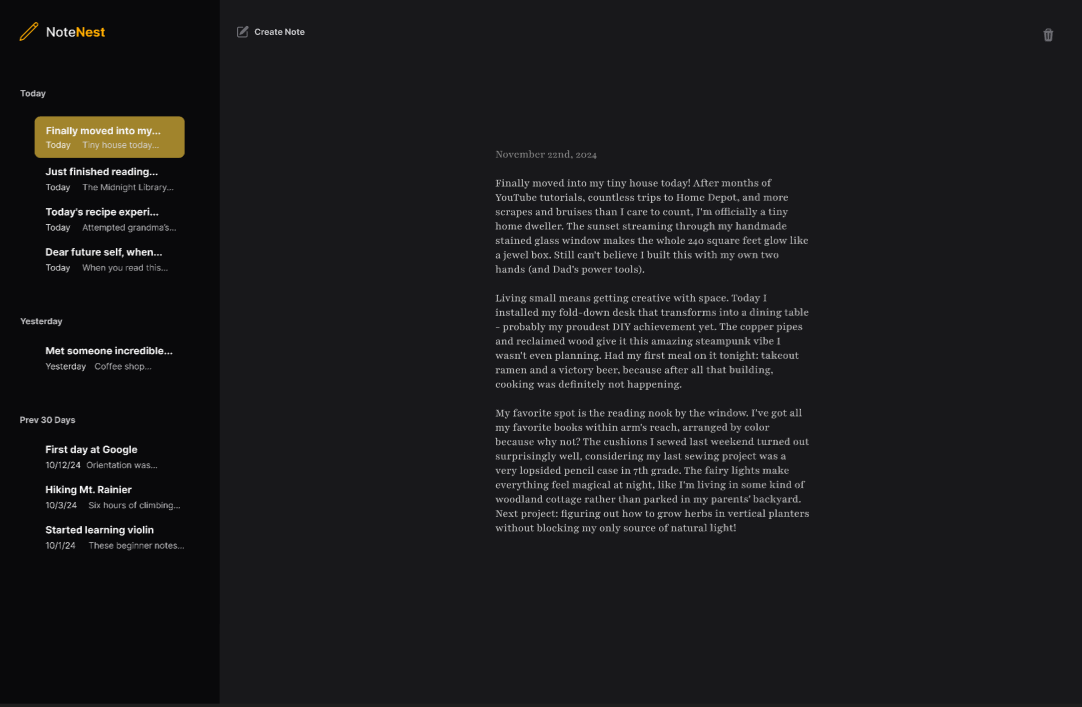 NoteNest
Today
Finally moved into my...
Today Tiny house today...
Just finished reading...
Today The Midnight Library...
Today's recipe experi...
Today Attempted grandma's...
Dear future self, when...
Today When you read this...
Yesterday
Met someone incredible...
Yesterday Coffee shop...
Prev 30 Days
First day at Google
10/12/24 Orientation was...
Hiking Mt. Rainier
10/3/24 Six hours of climbing...
Started learning violin
10/1/24 These beginner notes...
Create Note
November 22nd, 2024
Finally moved into my tiny house today! After months of
YouTube tutorials, countless trips to Home Depot, and more
scrapes and bruises than I care to count, I'm officially a tiny
home dweller. The sunset streaming through my handmade
stained glass window makes the whole 240 square feet glow like
a jewel box. Still can't believe I built this with my own two
hands (and Dad's power tools).
Living small means getting creative with space. Today I
installed my fold-down desk that transforms into a dining table
- probably my proudest DIY achievement yet. The copper pipes
and reclaimed wood give it this amazing steampunk vibe I
wasn't even planning. Had my first meal on it tonight: takeout
ramen and a victory beer, because after all that building,
cooking was definitely not happening.
My favorite spot is the reading nook by the window. I've got all
my favorite books within arm's reach, arranged by color
because why not? The cushions I sewed last weekend turned out
surprisingly well, considering my last sewing project was a
very lopsided pencil case in 7th grade. The fairy lights make
everything feel magical at night, like I'm living in some kind of
woodland cottage rather than parked in my parents' backyard.
Next project: figuring out how to grow herbs in vertical planters
without blocking my only source of natural light!